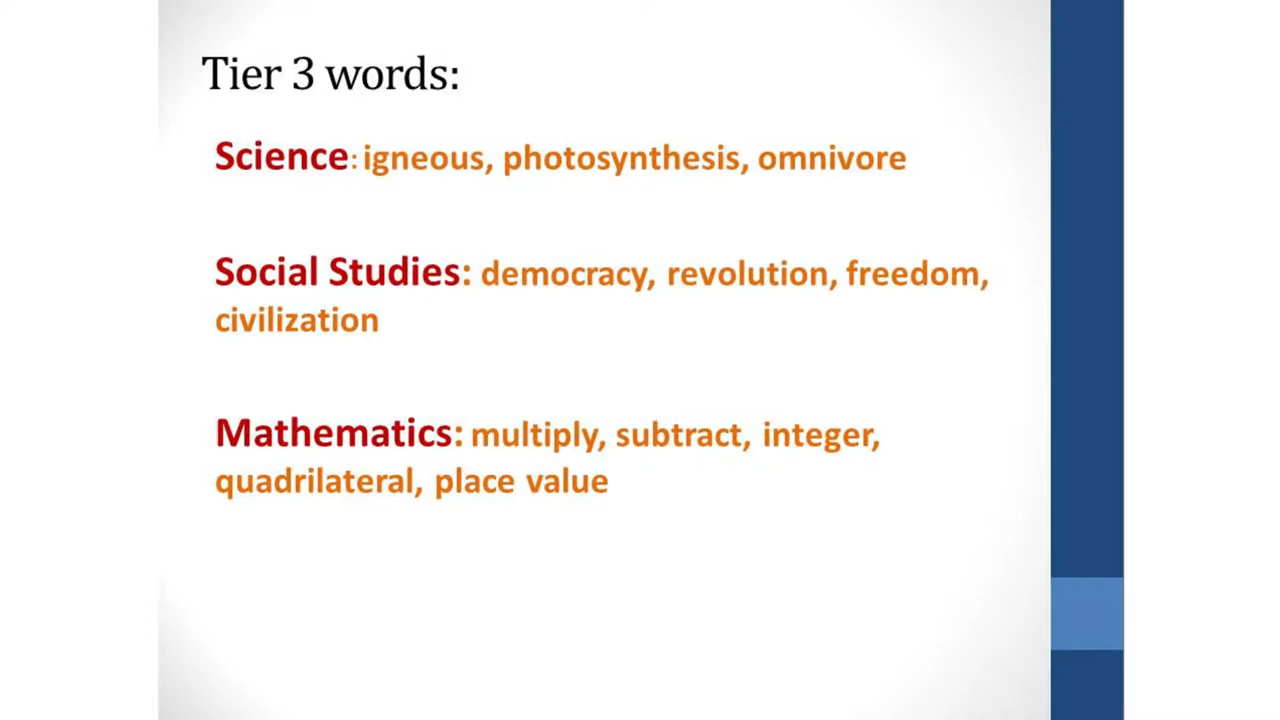 Tier 3 words:
Science: igneous, photosynthesis, omnivore
Social Studies: democracy, revolution, freedom,
civilization
Mathematics: multiply, subtract, integer,
quadrilateral, place value